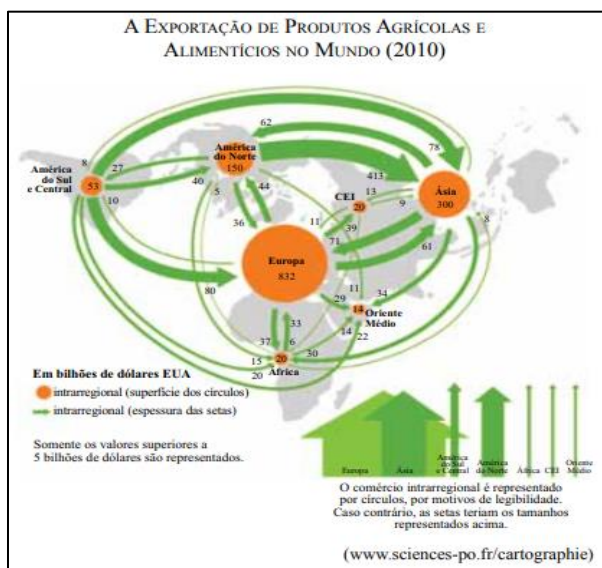 A Exportação de Produtos Agrícolas e
Alimentícios no Mundo (2010)
62
América
do Norte
150
78
8
27
América
do Sul
e Central
53
10
40
5
44
413
13
CEI
20
9
Ásia
300
8
36
11
39
71
61
Europa
832
80
11
29
34
14
Oriente
Médio
14
22
33
37
6
30
15
20
20
África
Em bilhões de dólares EUA
intrarregional (superfície dos círculos)
intrarregional (espessura das setas)
Somente os valores superiores a
5 bilhões de dólares são representados.
Europa
Ásia
América
do Sul
e Central
América
do Norte
África
CEI
Oriente
Médio
O comércio intrarregional é representado
por círculos, por motivos de legibilidade.
Caso contrário, as setas teriam os tamanhos
representados acima.
(www.sciences-po.fr/cartographie)